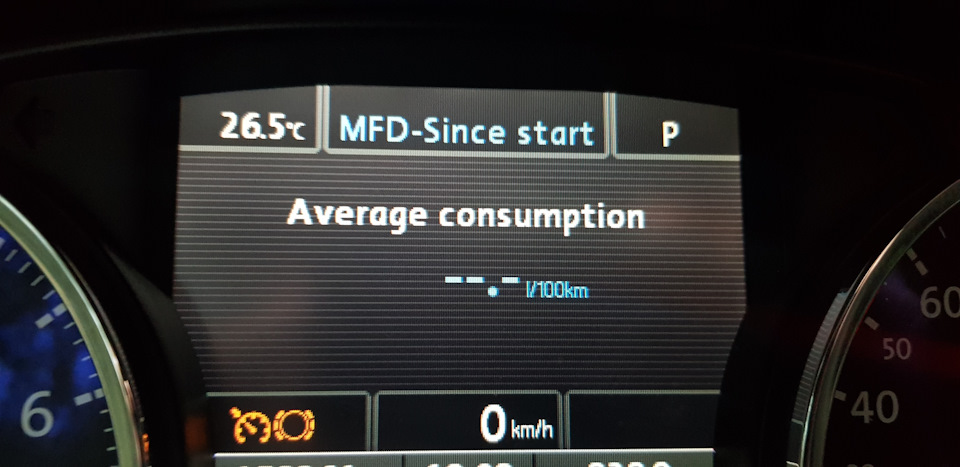 26.5°C MFD-Since start P
Average consumption
--.- l/100km
0 km/h
6
60
50
40